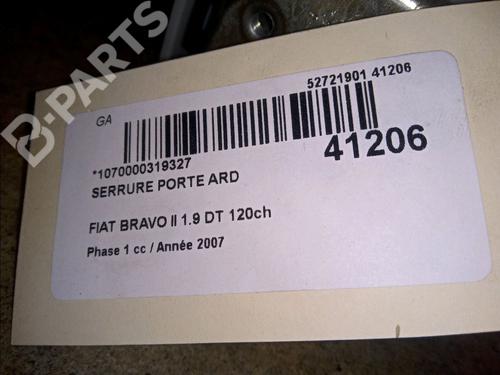 B-PARTS
GA
52721901 41206
*1070000319327
41206
SERRURE PORTE ARD
FIAT BRAVO II 1.9 DT 120ch
Phase 1 cc / Année 2007